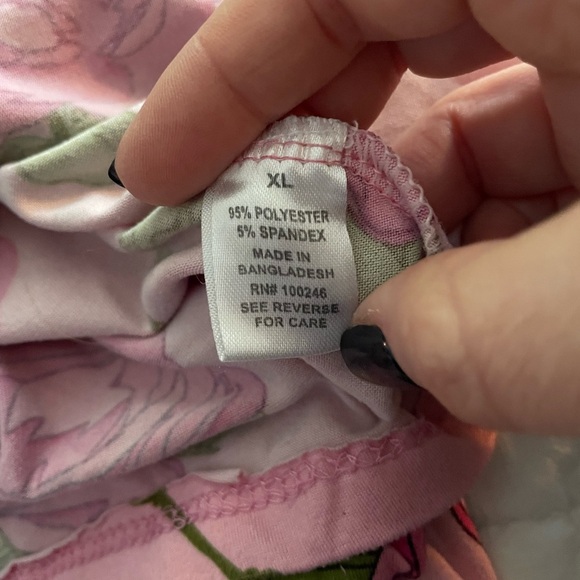 XL
95% POLYESTER
5% SPANDEX
MADE IN
BANGLADESH
RN# 100246
SEE REVERSE
FOR CARE